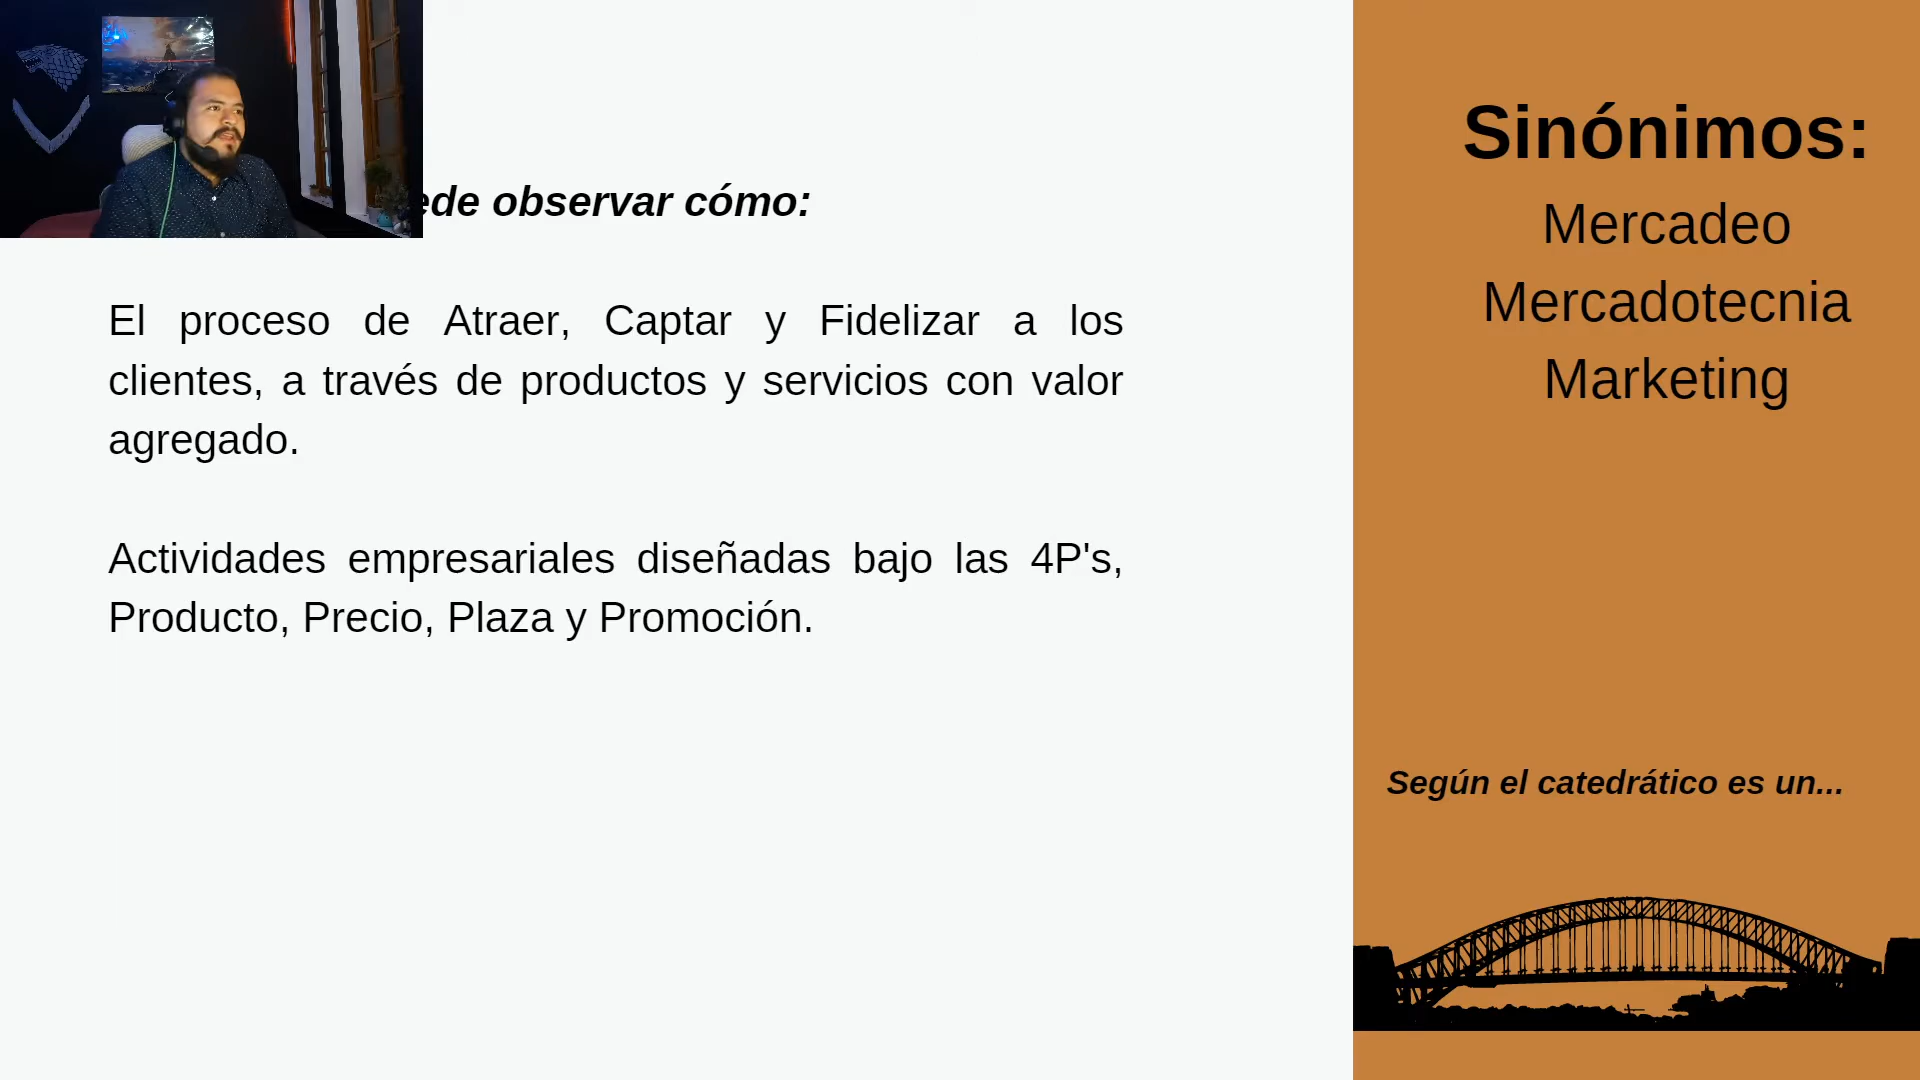 observar cómo:
El proceso de Atraer, Captar y Fidelizar a los
clientes, a través de productos y servicios con valor
agregado.
Actividades empresariales diseñadas bajo las 4P's,
Producto, Precio, Plaza y Promoción.
Sinónimos:
Mercadeo
Mercadotecnia
Marketing
Según el catedrático es un...